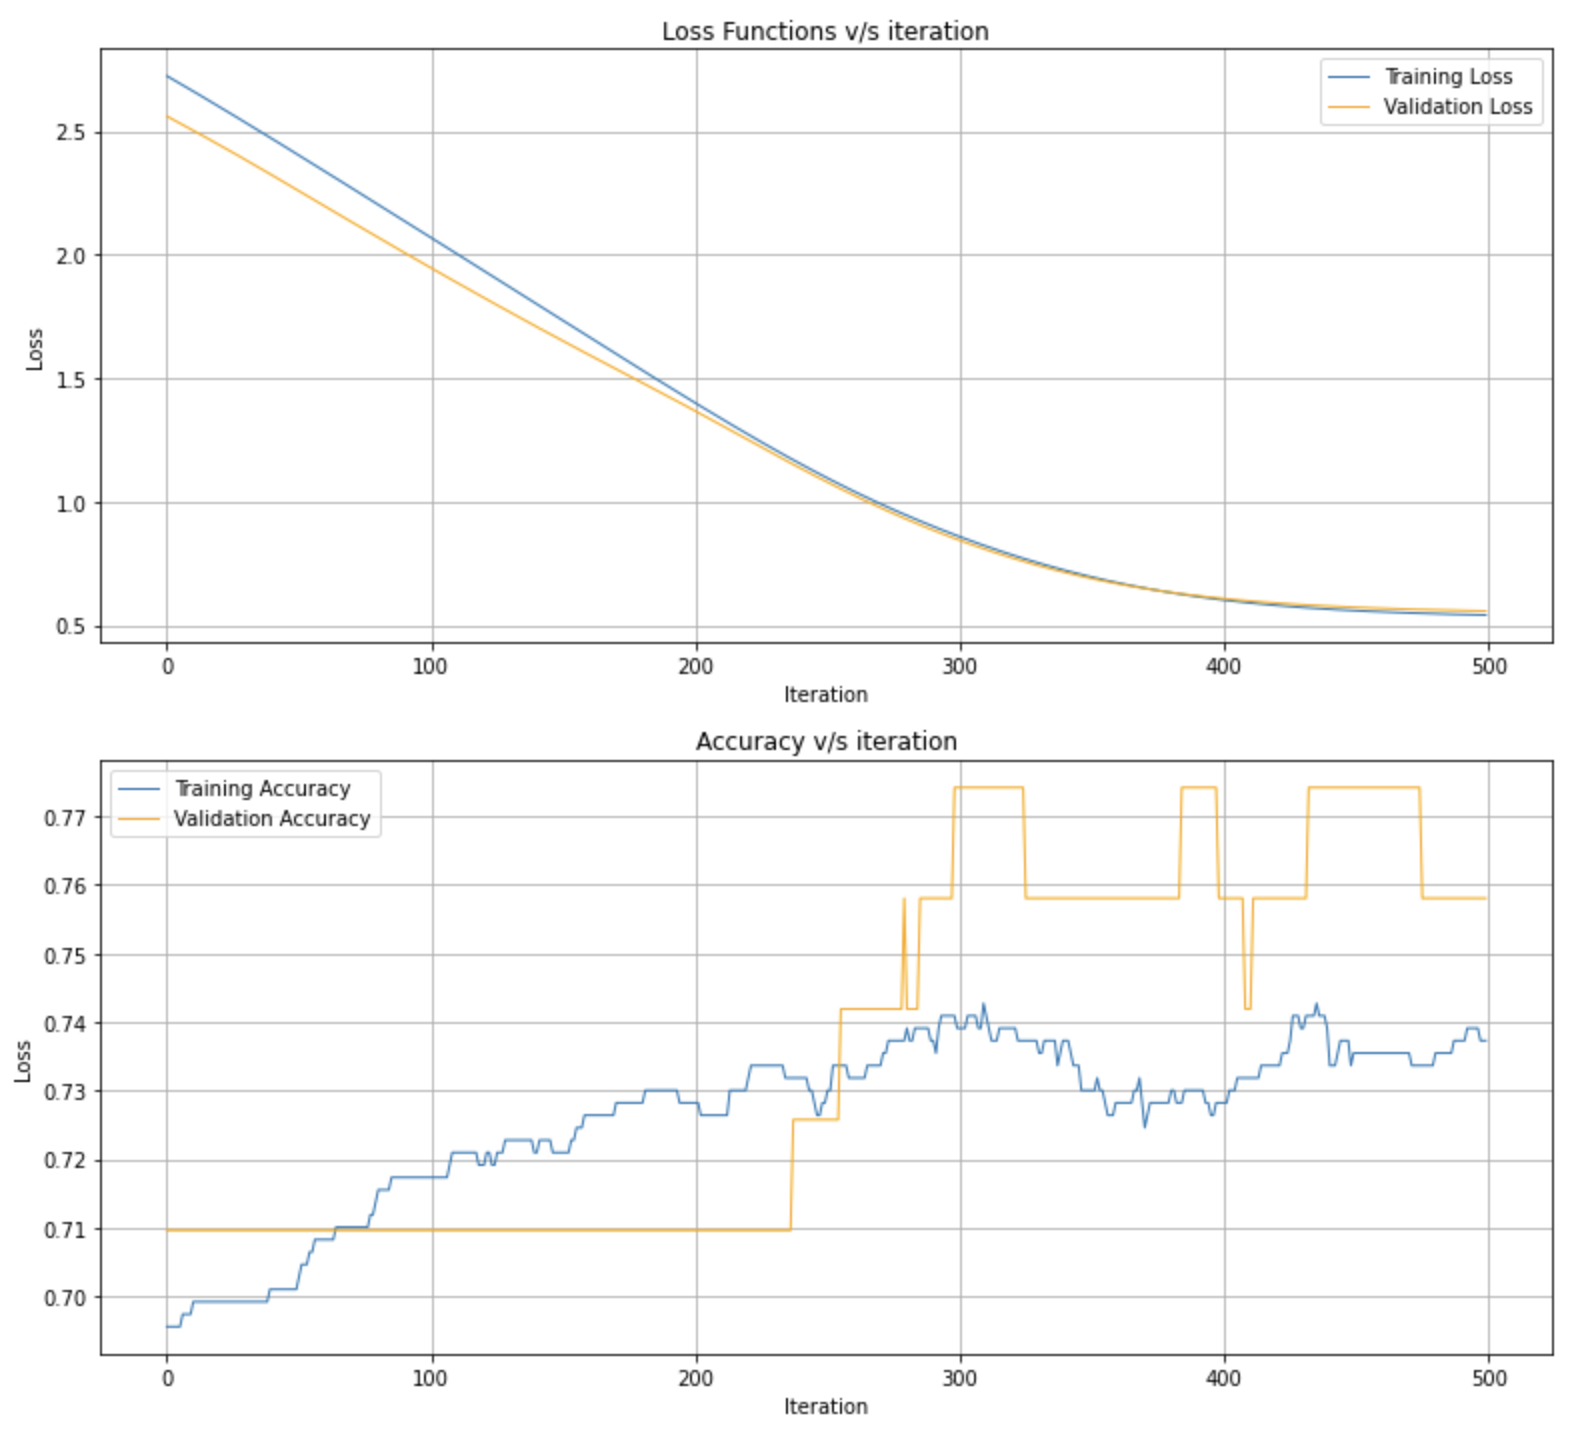 Loss Functions v/s iteration
Training Loss
Validation Loss
2.5
2.0
1.5
1.0
0.5
Loss
0 100 200 300 400 500
Iteration
Accuracy v/s iteration
Training Accuracy
Validation Accuracy
0.77
0.76
0.75
0.74
0.73
0.72
0.71
0.70
Loss
0 100 200 300 400 500
Iteration